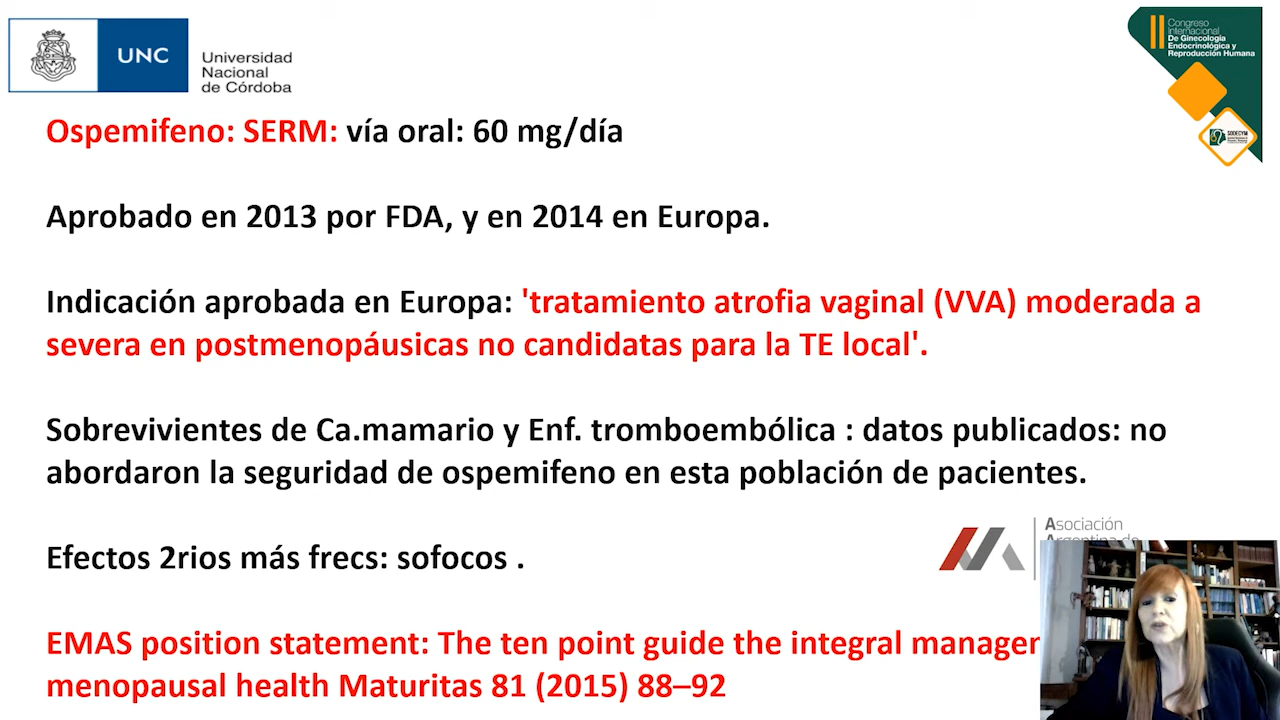 UNC
Universidad
Nacional
de Córdoba
II Congreso
Internacional
De Ginecología
Endocrinológica y
Reproducción Humana
SODEGYM
Ospemifeno: SERM: vía oral: 60 mg/día
Aprobado en 2013 por FDA, y en 2014 en Europa.
Indicación aprobada en Europa: 'tratamiento atrofia vaginal (VVA) moderada a
severa en postmenopáusicas no candidatas para la TE local'.
Sobrevivientes de Ca.mamario y Enf. tromboembólica : datos publicados: no
abordaron la seguridad de ospemifeno en esta población de pacientes.
Efectos 2rios más frecs: sofocos .
Asociación
Argentina de
EMAS position statement: The ten point guide the integral manager
menopausal health Maturitas 81 (2015) 88–92